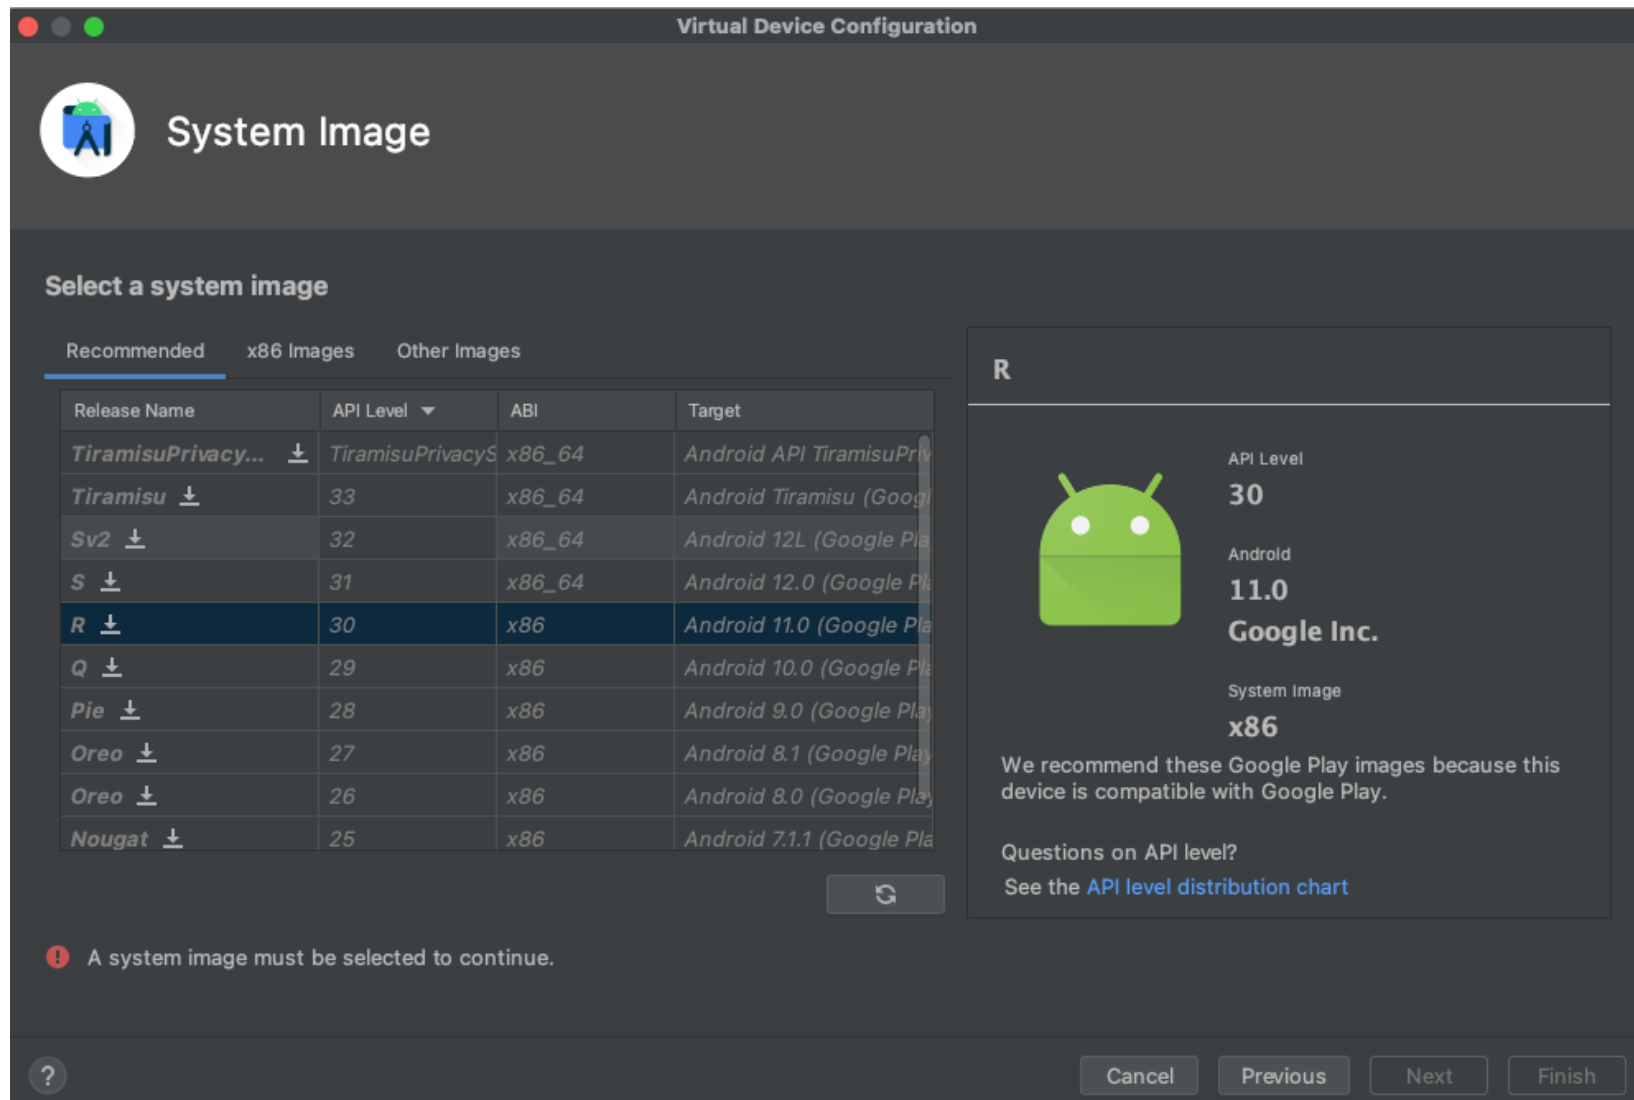 Virtual Device Configuration
System Image
Select a system image
Recommended x86 Images Other Images
Release Name API Level ABI Target
TiramisuPrivacy... TiramisuPrivacyS x86_64 Android API TiramisuPriv
Tiramisu 33 x86_64 Android Tiramisu (Googl
Sv2 32 x86_64 Android 12L (Google Pla
S 31 x86_64 Android 12.0 (Google Pla
R 30 x86 Android 11.0 (Google Pla
Q 29 x86 Android 10.0 (Google Pla
Pie 28 x86 Android 9.0 (Google Play
Oreo 27 x86 Android 8.1 (Google Play
Oreo 26 x86 Android 8.0 (Google Play
Nougat 25 x86 Android 7.1.1 (Google Pla
R
API Level
30
Android
11.0
Google Inc.
System Image
x86
We recommend these Google Play images because this
device is compatible with Google Play.
Questions on API level?
See the API level distribution chart
! A system image must be selected to continue.
? Cancel Previous Next Finish